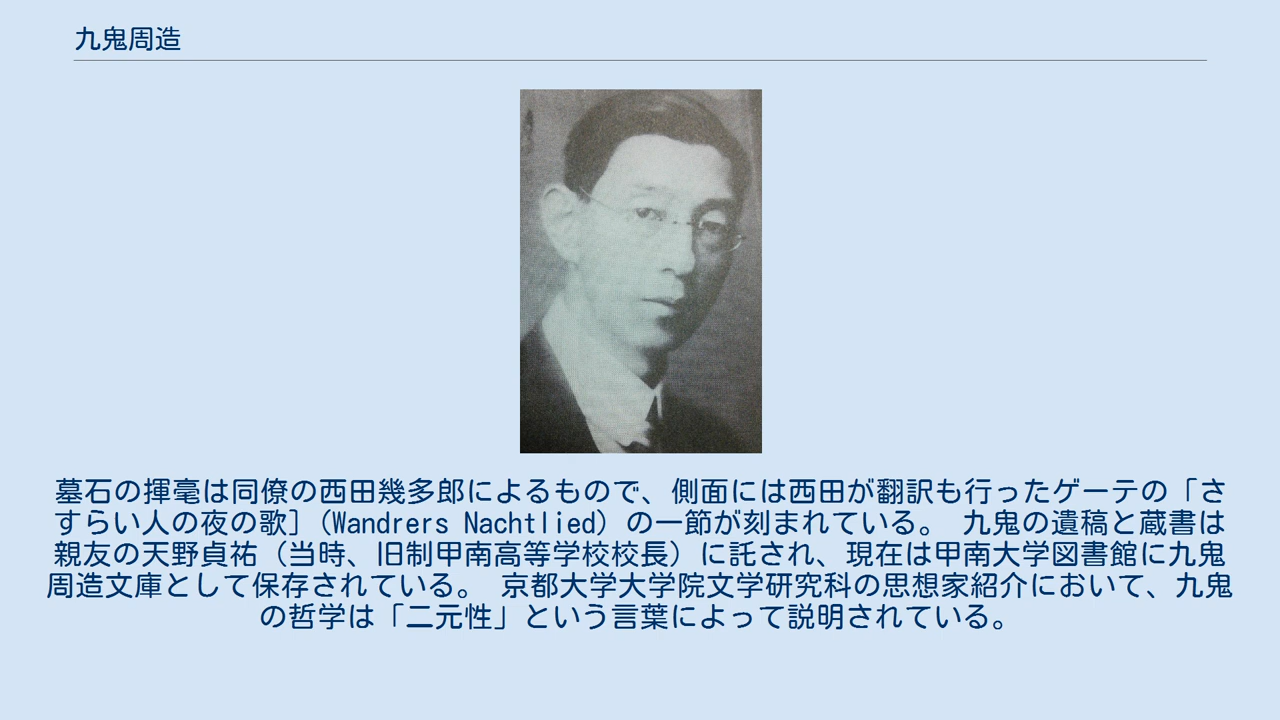 九鬼周造
墓石の揮毫は同僚の西田幾多郎によるもので、側面には西田が翻訳も行ったゲーテの「さ
すらい人の夜の歌］（Wandrers Nachtlied）の一節が刻まれている。 九鬼の遺稿と蔵書は
親友の天野貞祐（当時、旧制甲南高等学校校長）に託され、現在は甲南大学図書館に九鬼
周造文庫として保存されている。 京都大学大学院文学研究科の思想家紹介において、九鬼
の哲学は「二元性」という言葉によって説明されている。